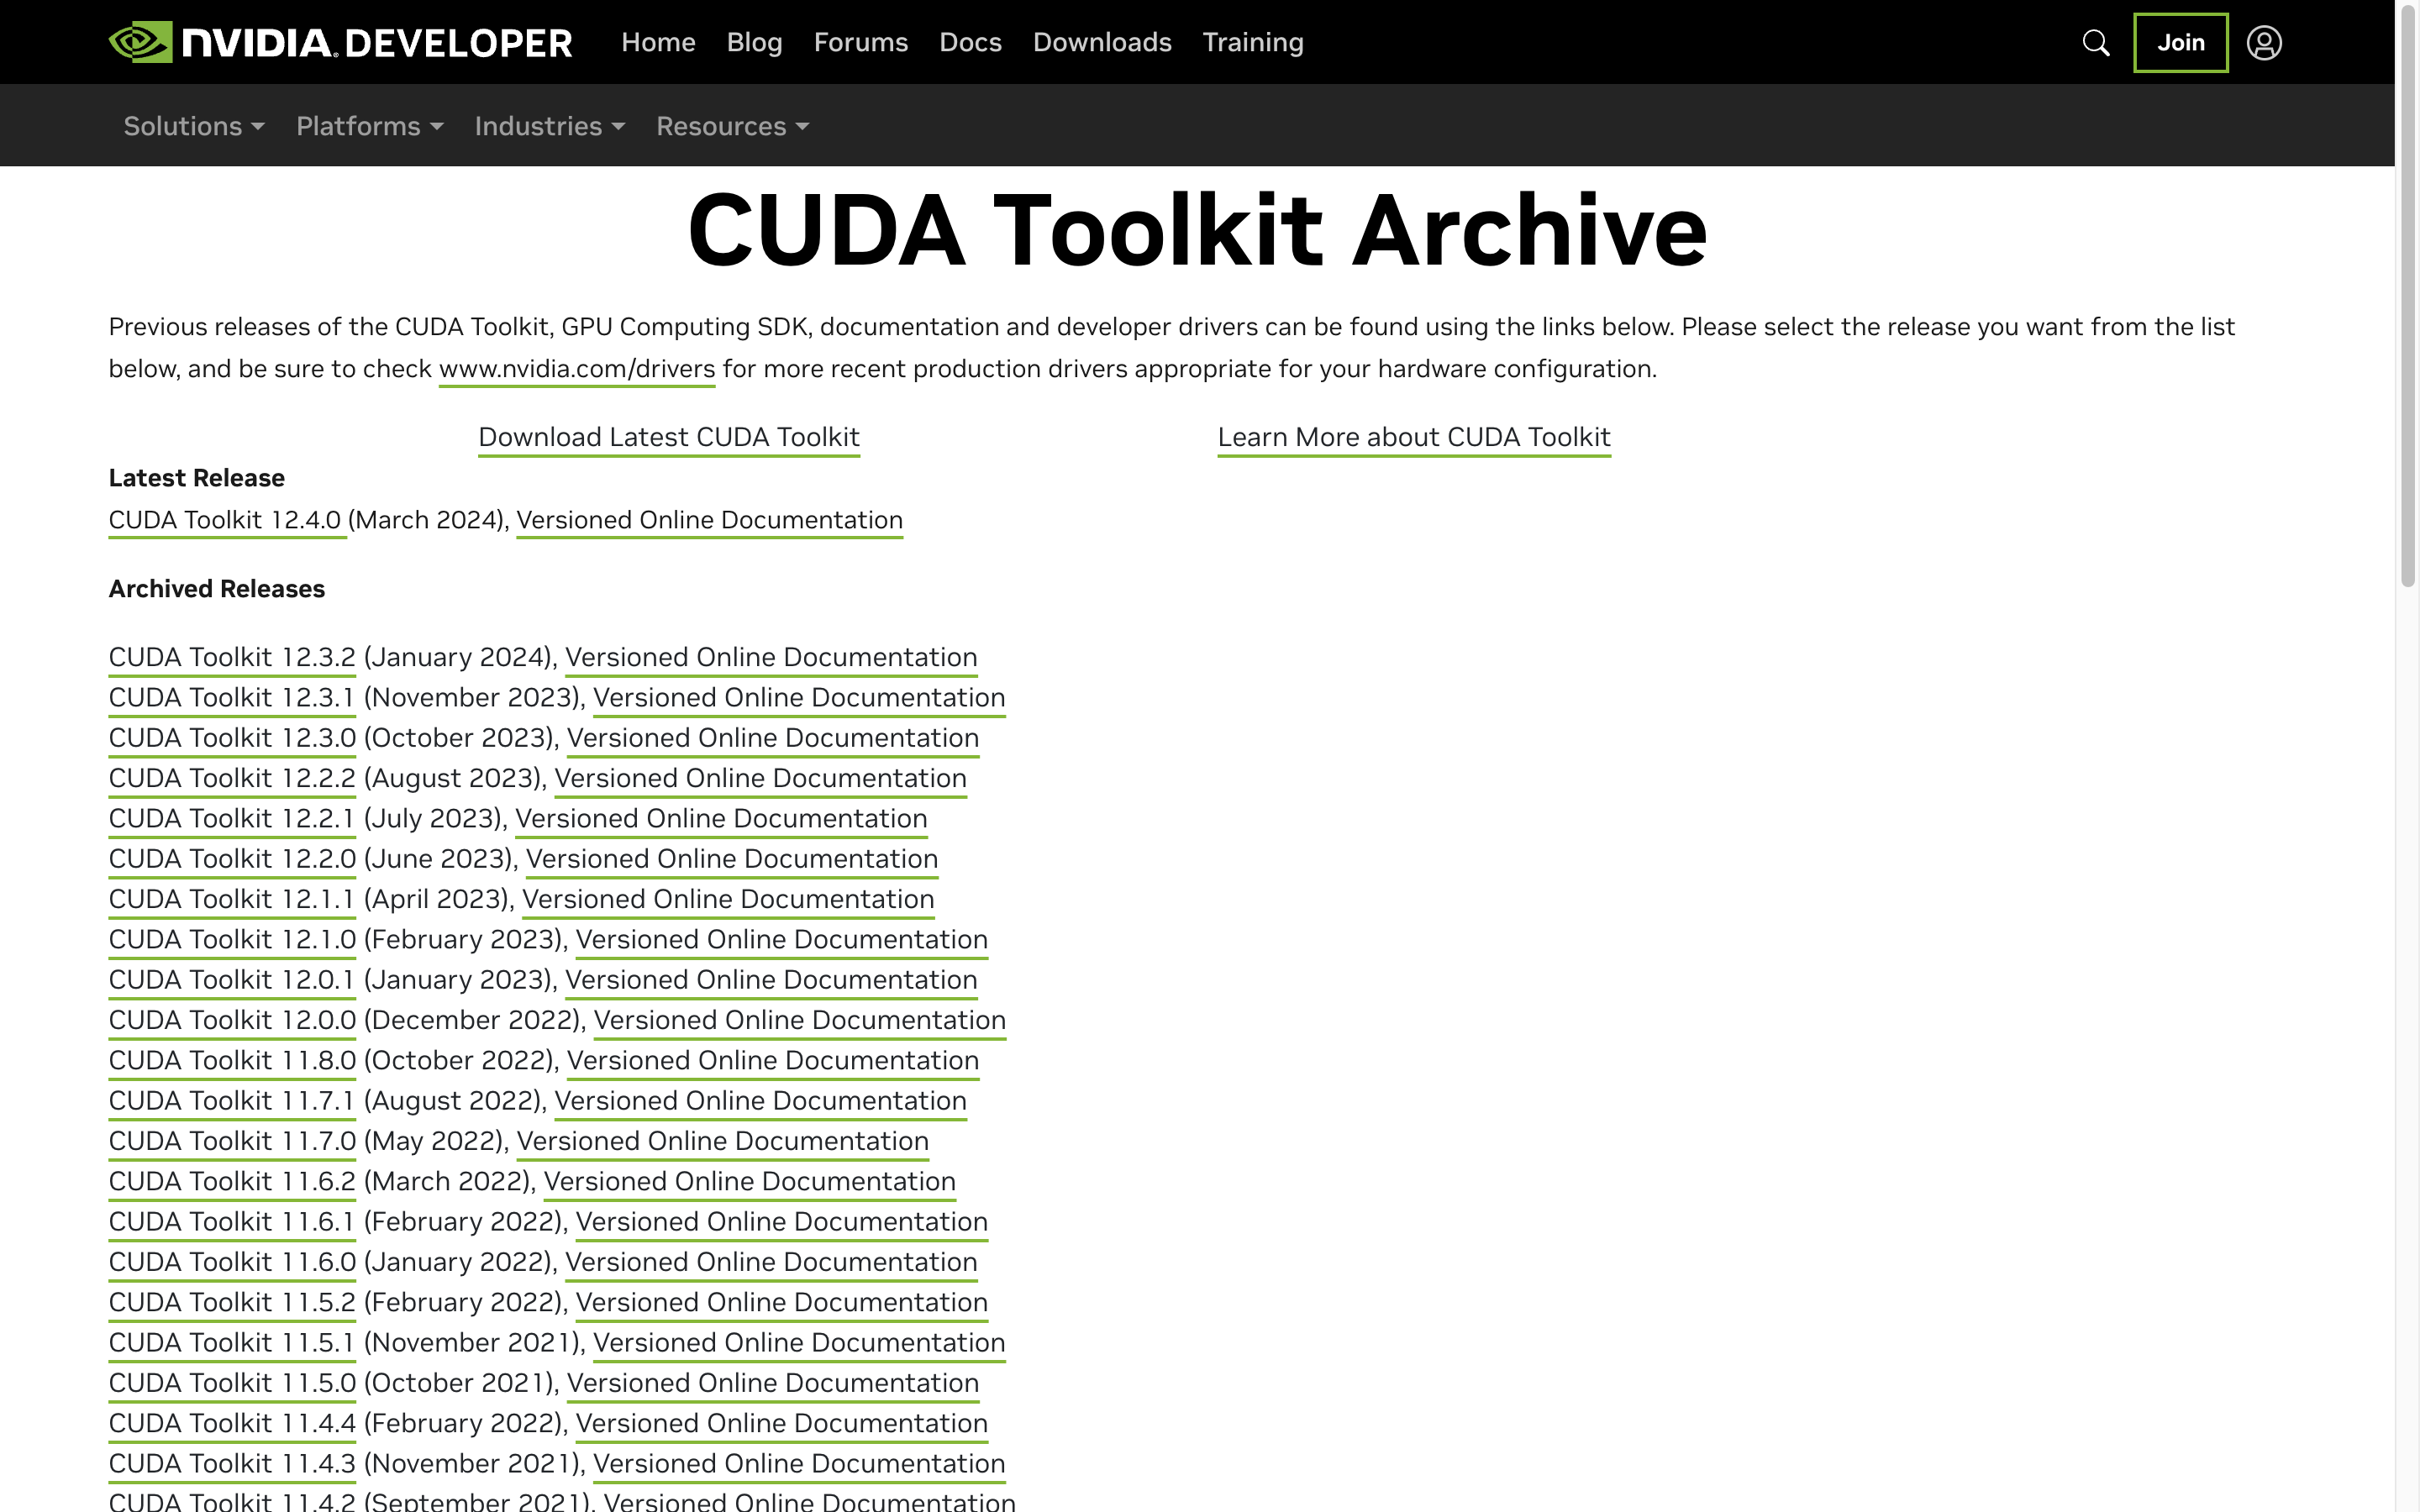 NVIDIA. DEVELOPER Home Blog Forums Docs Downloads Training Join
Solutions Platforms Industries Resources
CUDA Toolkit Archive
Previous releases of the CUDA Toolkit, GPU Computing SDK, documentation and developer drivers can be found using the links below. Please select the release you want from the list
below, and be sure to check www.nvidia.com/drivers for more recent production drivers appropriate for your hardware configuration.
Download Latest CUDA Toolkit Learn More about CUDA Toolkit
Latest Release
CUDA Toolkit 12.4.0 (March 2024), Versioned Online Documentation
Archived Releases
CUDA Toolkit 12.3.2 (January 2024), Versioned Online Documentation
CUDA Toolkit 12.3.1 (November 2023), Versioned Online Documentation
CUDA Toolkit 12.3.0 (October 2023), Versioned Online Documentation
CUDA Toolkit 12.2.2 (August 2023), Versioned Online Documentation
CUDA Toolkit 12.2.1 (July 2023), Versioned Online Documentation
CUDA Toolkit 12.2.0 (June 2023), Versioned Online Documentation
CUDA Toolkit 12.1.1 (April 2023), Versioned Online Documentation
CUDA Toolkit 12.1.0 (February 2023), Versioned Online Documentation
CUDA Toolkit 12.0.1 (January 2023), Versioned Online Documentation
CUDA Toolkit 12.0.0 (December 2022), Versioned Online Documentation
CUDA Toolkit 11.8.0 (October 2022), Versioned Online Documentation
CUDA Toolkit 11.7.1 (August 2022), Versioned Online Documentation
CUDA Toolkit 11.7.0 (May 2022), Versioned Online Documentation
CUDA Toolkit 11.6.2 (March 2022), Versioned Online Documentation
CUDA Toolkit 11.6.1 (February 2022), Versioned Online Documentation
CUDA Toolkit 11.6.0 (January 2022), Versioned Online Documentation
CUDA Toolkit 11.5.2 (February 2022), Versioned Online Documentation
CUDA Toolkit 11.5.1 (November 2021), Versioned Online Documentation
CUDA Toolkit 11.5.0 (October 2021), Versioned Online Documentation
CUDA Toolkit 11.4.4 (February 2022), Versioned Online Documentation
CUDA Toolkit 11.4.3 (November 2021), Versioned Online Documentation
CUDA Toolkit 11.4.2 (September 2021), Versioned Online Documentation